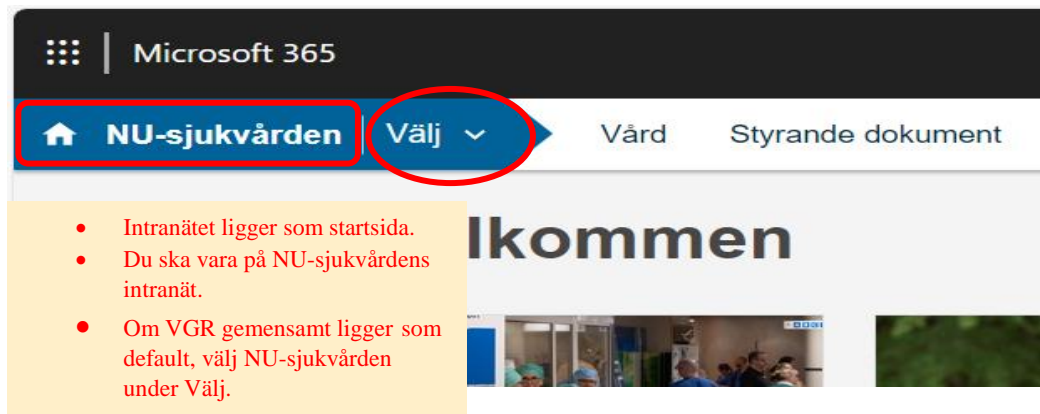 Microsoft 365
NU-sjukvården Välj Vård Styrande dokument
lkommen
• Intranätet ligger som startsida.
• Du ska vara på NU-sjukvårdens
intranät.
• Om VGR gemensamt ligger som
default, välj NU-sjukvården
under Välj.